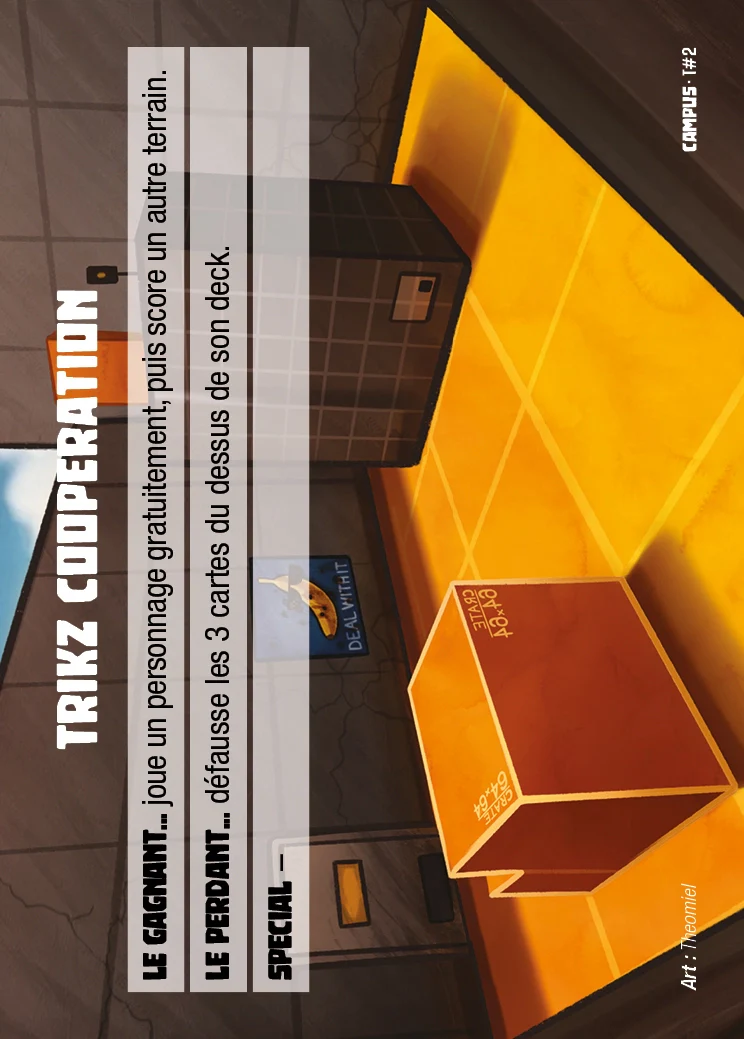 TRIKZ COOPERATION
LE GAGNANT... joue un personnage gratuitement, puis score un autre terrain.
LE PERDANT... défausse les 3 cartes du dessus de son deck.
SPECIAL –
DEAL WITH IT
CRATE
64x64
CRATE
64x64
Art : Theomiel
CAMPUS · T#2